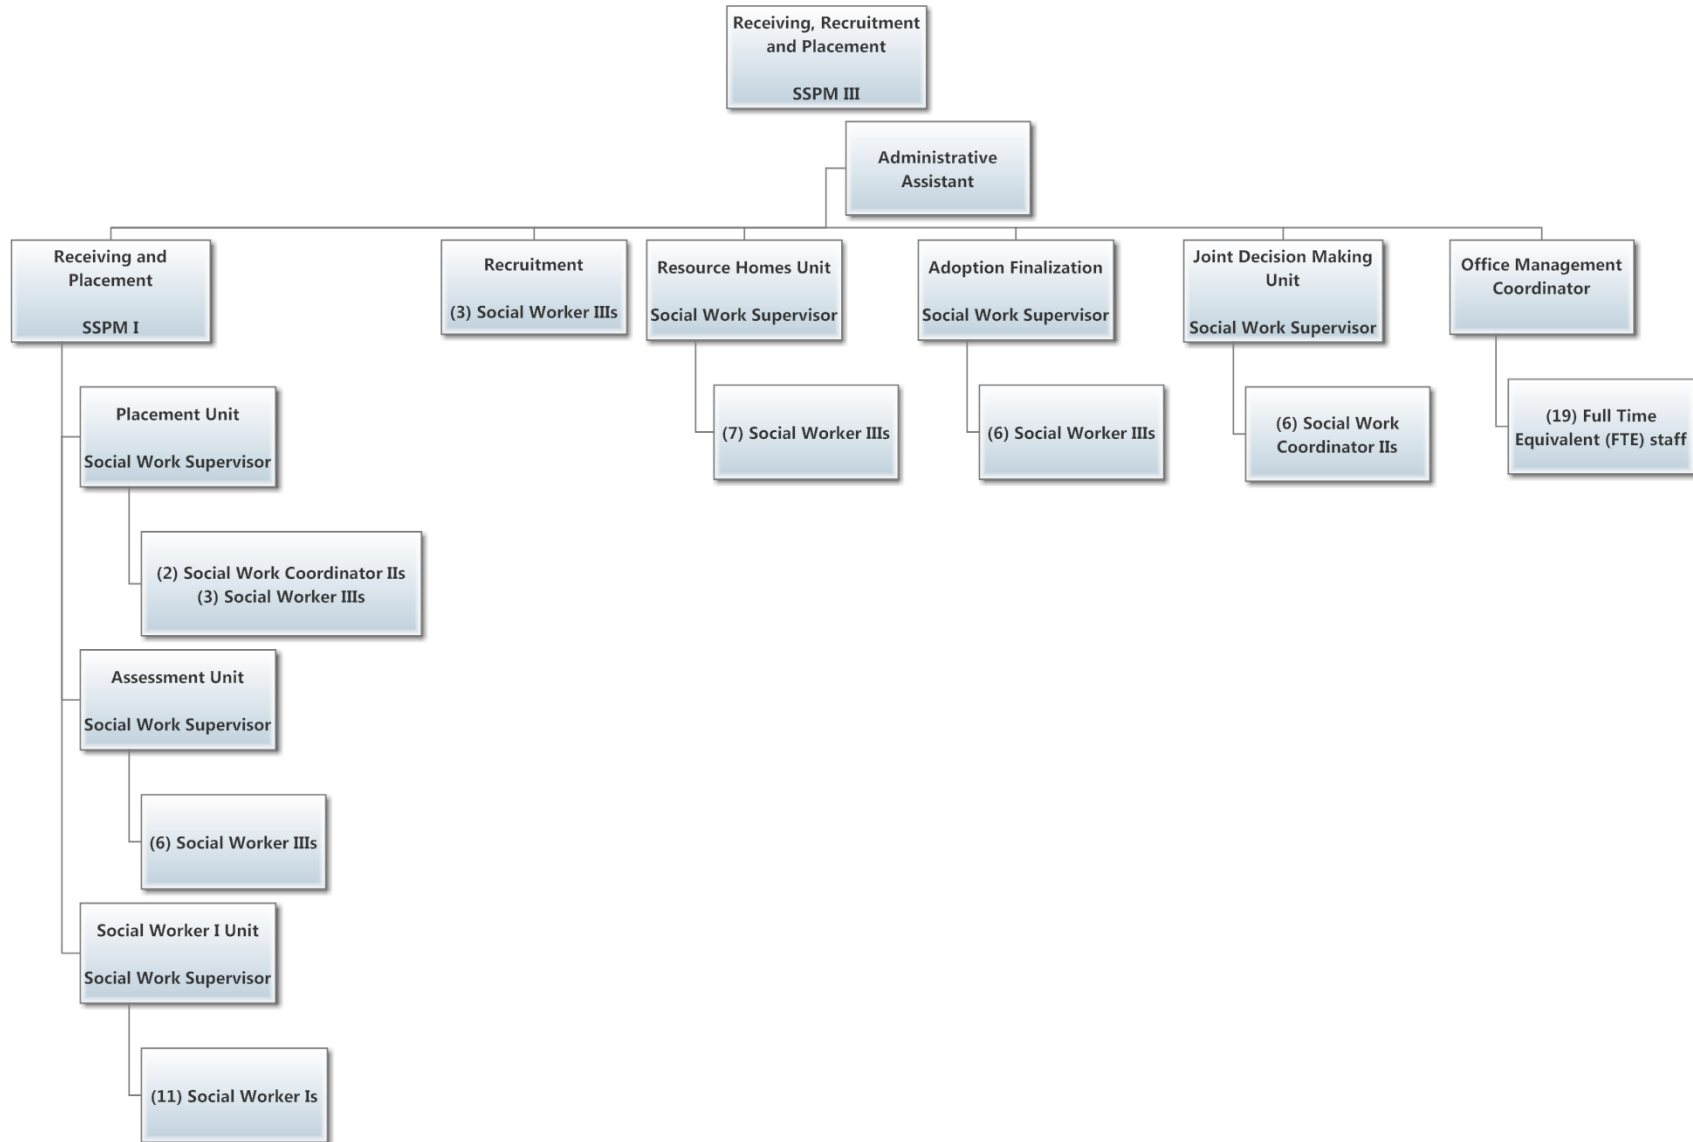 Receiving, Recruitment
and Placement
SSPM III
Administrative
Assistant
Receiving and
Placement
SSPM I
Recruitment
(3) Social Worker IIIs
Resource Homes Unit
Social Work Supervisor
Adoption Finalization
Social Work Supervisor
Joint Decision Making
Unit
Social Work Supervisor
Office Management
Coordinator
Placement Unit
Social Work Supervisor
(7) Social Worker IIIs
(6) Social Worker IIIs
(6) Social Work
Coordinator IIs
(19) Full Time
Equivalent (FTE) staff
(2) Social Work Coordinator IIs
(3) Social Worker IIIs
Assessment Unit
Social Work Supervisor
(6) Social Worker IIIs
Social Worker I Unit
Social Work Supervisor
(11) Social Worker Is